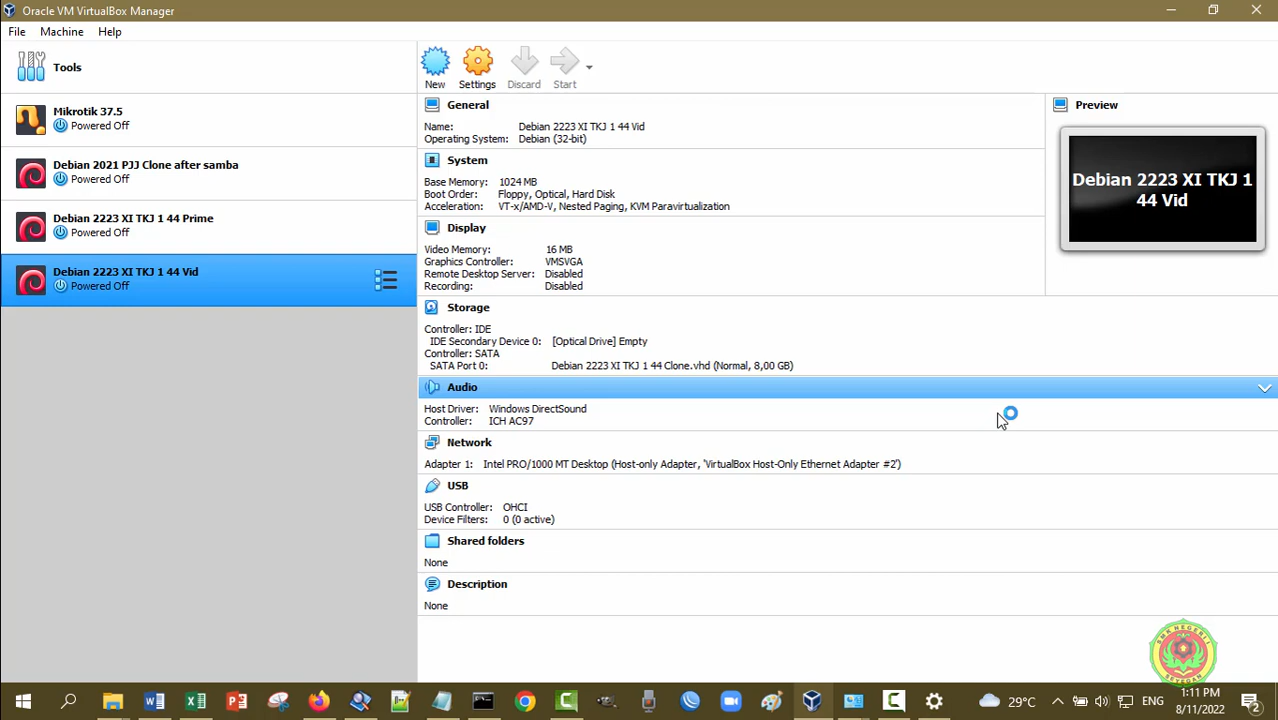 Oracle VM VirtualBox Manager
File Machine Help
Tools
Mikrotik 37.5
Powered Off
Debian 2021 PJJ Clone after samba
Powered Off
Debian 2223 XI TKJ 1 44 Prime
Powered Off
Debian 2223 XI TKJ 1 44 Vid
Powered Off
New Settings Discard Start
General
Name: Debian 2223 XI TKJ 1 44 Vid
Operating System: Debian (32-bit)
System
Base Memory: 1024 MB
Boot Order: Floppy, Optical, Hard Disk
Acceleration: VT-x/AMD-V, Nested Paging, KVM Paravirtualization
Display
Video Memory: 16 MB
Graphics Controller: VMSVGA
Remote Desktop Server: Disabled
Recording: Disabled
Storage
Controller: IDE
IDE Secondary Device 0: [Optical Drive] Empty
Controller: SATA
SATA Port 0: Debian 2223 XI TKJ 1 44 Clone.vhd (Normal, 8,00 GB)
Audio
Host Driver: Windows DirectSound
Controller: ICH AC97
Network
Adapter 1: Intel PRO/1000 MT Desktop (Host-only Adapter, 'VirtualBox Host-Only Ethernet Adapter #2')
USB
USB Controller: OHCI
Device Filters: 0 (0 active)
Shared folders
None
Description
None
Preview
Debian 2223 XI TKJ 1
44 Vid
SMK NEGERI 1
29°C ENG
1:11 PM
8/11/2022
2